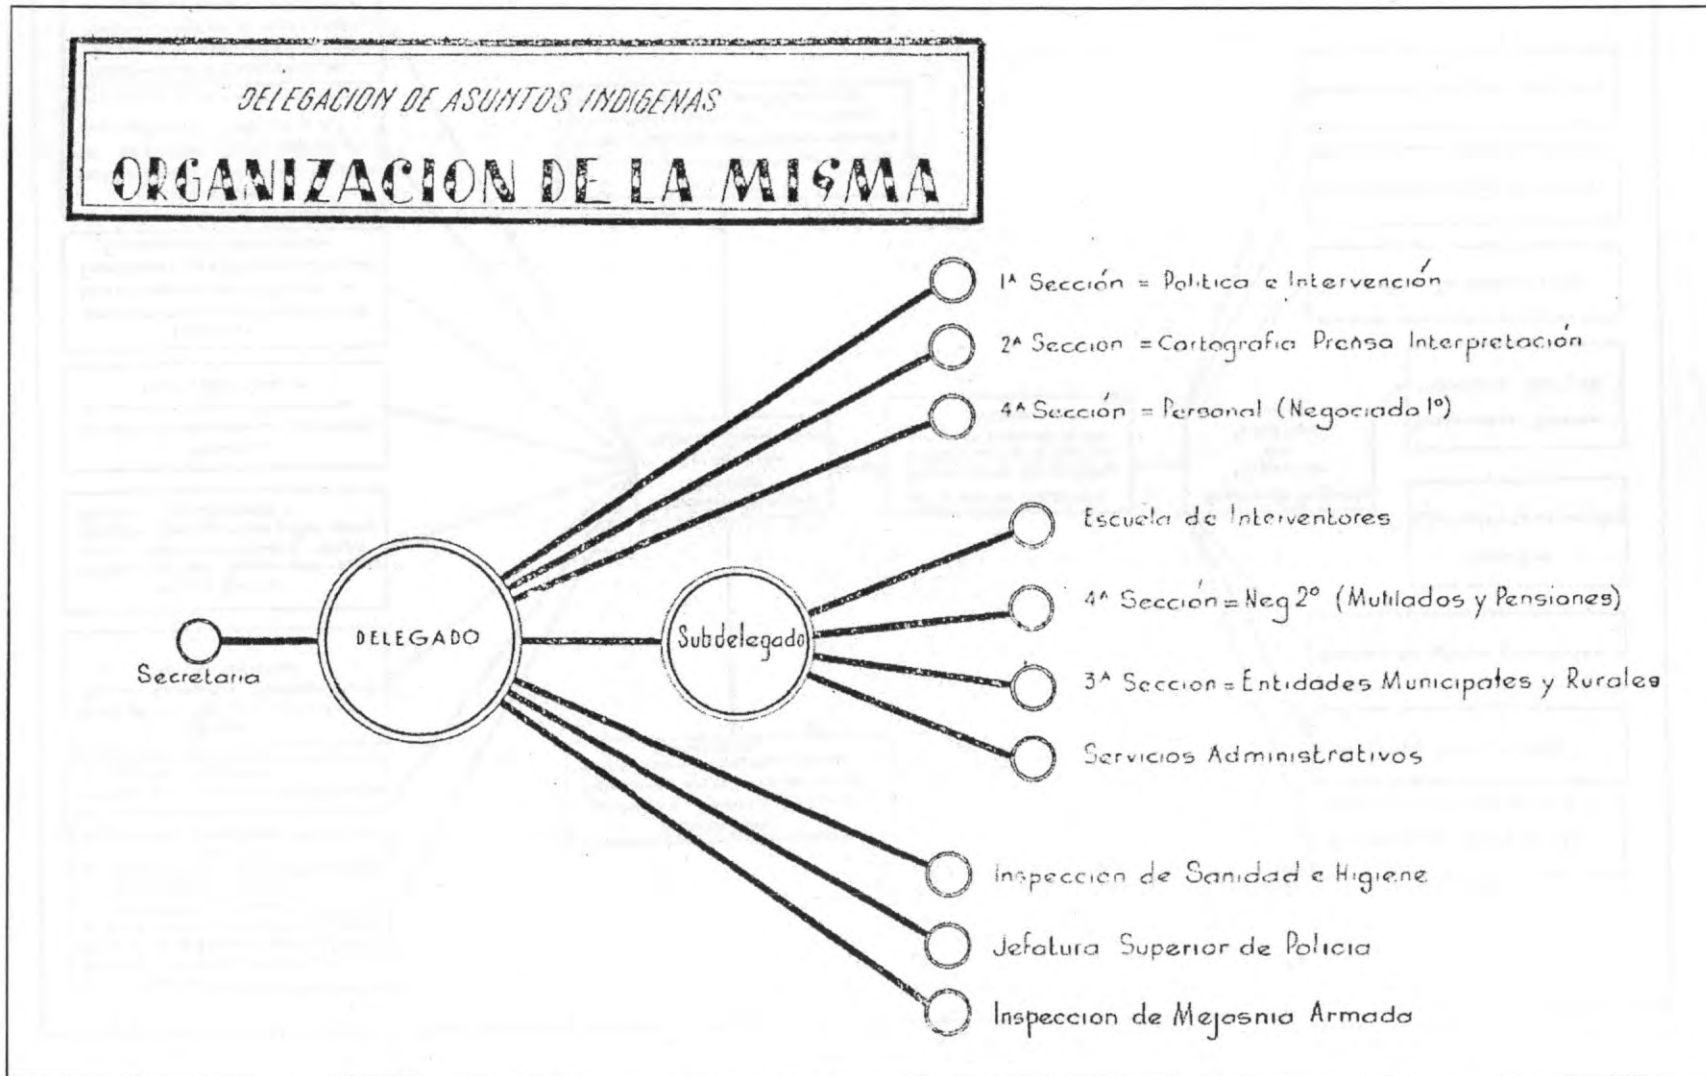 DELEGACION DE ASUNTOS INDIGENAS
ORGANIZACION DE LA MISMA
1ª Sección = Politica e Intervención
2ª Seccion = Cartografia Prensa Interpretación
4ª Sección = Personal (Negociado 1º)
Escuela de Interventores
4ª Sección = Neg 2º (Mutilados y Pensiones)
DELEGADO
Subdelegado
Secretaria
3ª Seccion = Entidades Municipales y Rurales
Servicios Administrativos
Inspeccion de Sanidad e Higiene
Jefatura Superior de Policia
Inspeccion de Mejasnia Armada